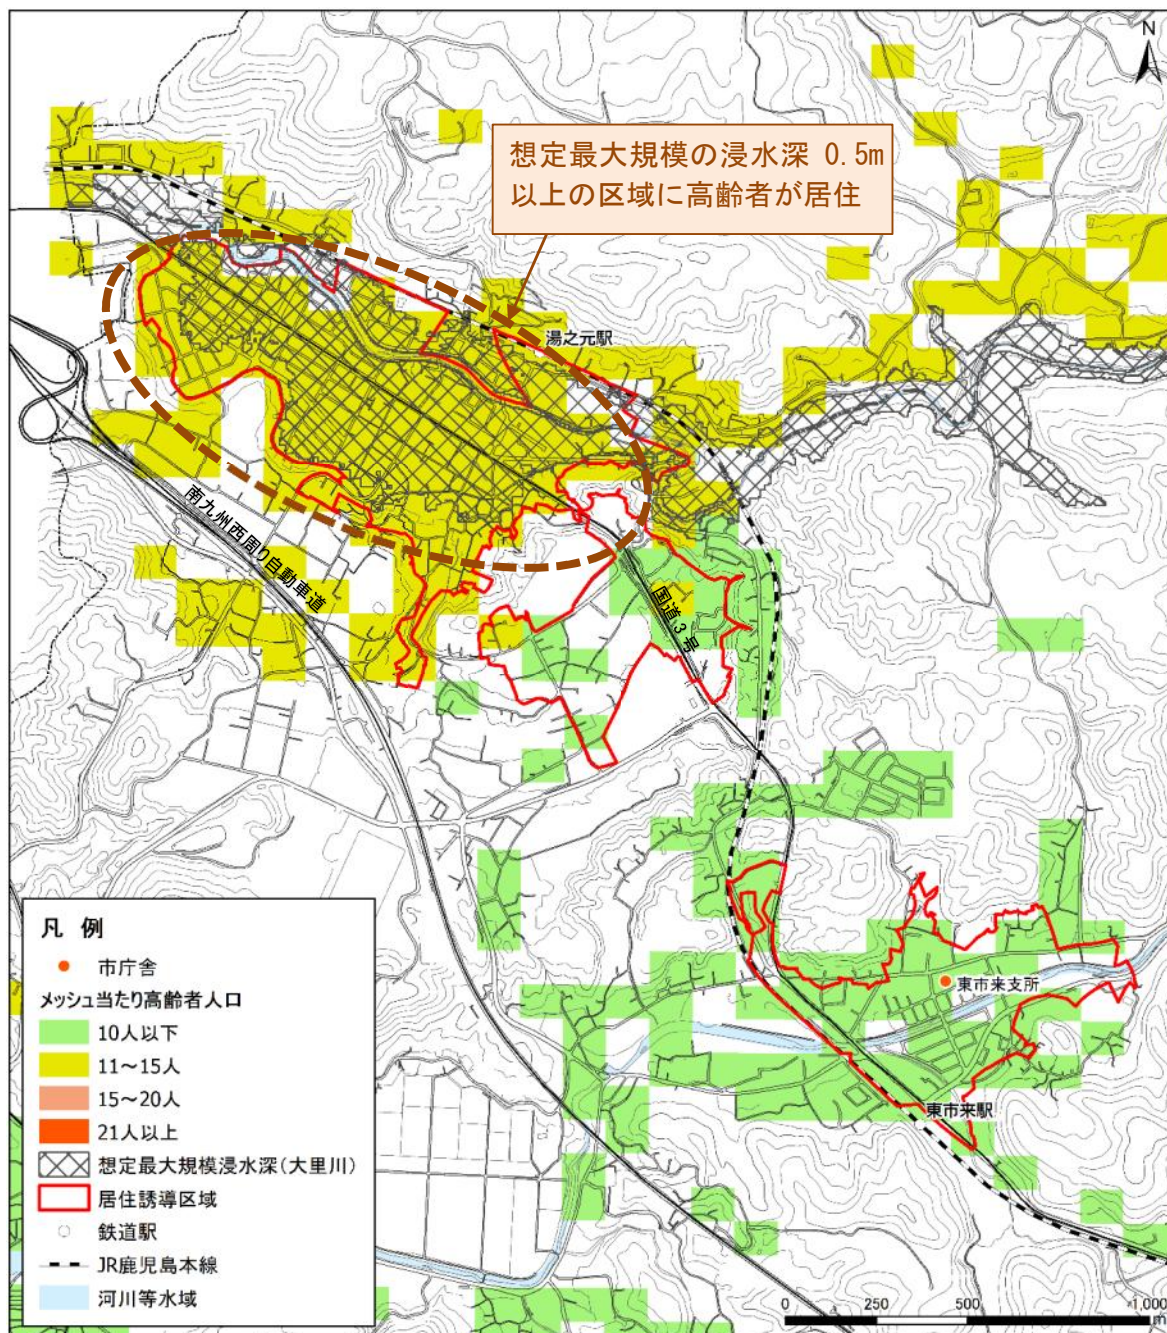 N
想定最大規模の浸水深 0.5m
以上の区域に高齢者が居住
湯之元駅
南九州西周り自動車道
国道3号
東市来支所
東市来駅
凡 例
市庁舎
メッシュ当たり高齢者人口
10人以下
11～15人
15～20人
21人以上
想定最大規模浸水深(大里川)
居住誘導区域
鉄道駅
JR鹿児島本線
河川等水域
0 250 500 1,000
m